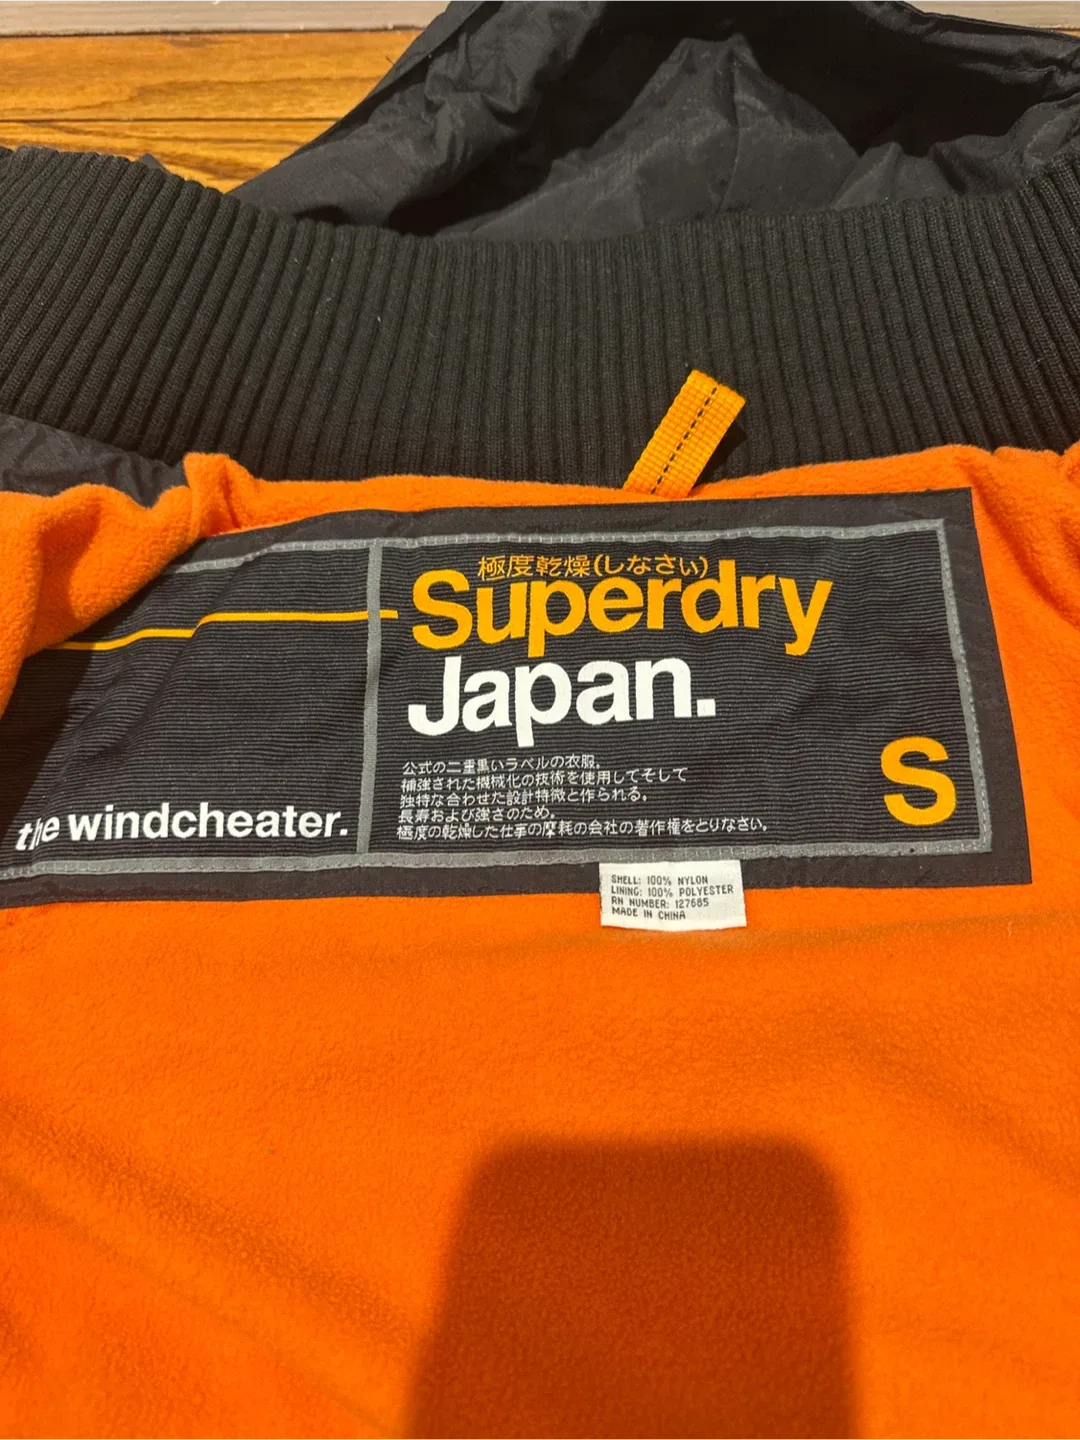 極度乾燥(しなさい)
Superdry
Japan.
公式の二重黒いラベルの衣服。
補強された機械化の技術を使用してそして
独特な合わせた設計特徴と作られる。
長寿および強さのため。
極度の乾燥した仕事の摩耗の会社の著作権をとりなさい。
S
the windcheater.
SHELL: 100% NYLON
LINING: 100% POLYESTER
RN NUMBER: 127685
MADE IN CHINA